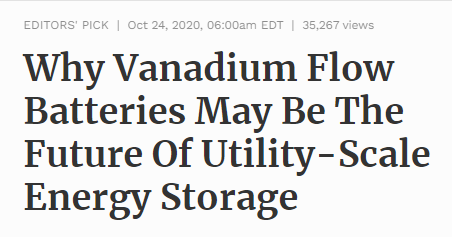 EDITORS' PICK | Oct 24, 2020, 06:00am EDT | 35,267 views
Why Vanadium Flow
Batteries May Be The
Future Of Utility-Scale
Energy Storage